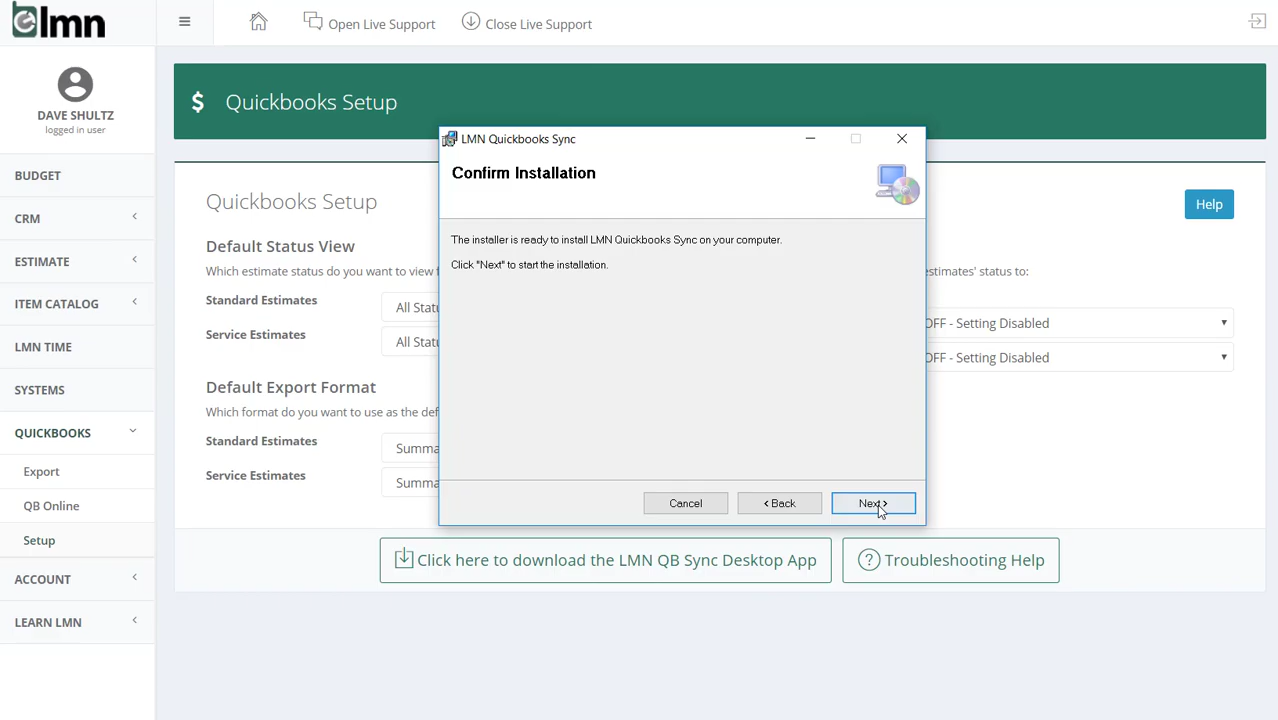 lmn
Open Live Support
Close Live Support
DAVE SHULTZ
logged in user
BUDGET
CRM
ESTIMATE
ITEM CATALOG
LMN TIME
SYSTEMS
QUICKBOOKS
Export
QB Online
Setup
ACCOUNT
LEARN LMN
$ Quickbooks Setup
Quickbooks Setup
Help
Default Status View
Which estimate status do you want to view f
estimates' status to:
Standard Estimates
All Statu
OFF - Setting Disabled
Service Estimates
All Statu
OFF - Setting Disabled
Default Export Format
Which format do you want to use as the def
Standard Estimates
Summa
Service Estimates
Summa
Click here to download the LMN QB Sync Desktop App
? Troubleshooting Help
LMN Quickbooks Sync
Confirm Installation
The installer is ready to install LMN Quickbooks Sync on your computer.
Click "Next" to start the installation.
Cancel
< Back
Next >